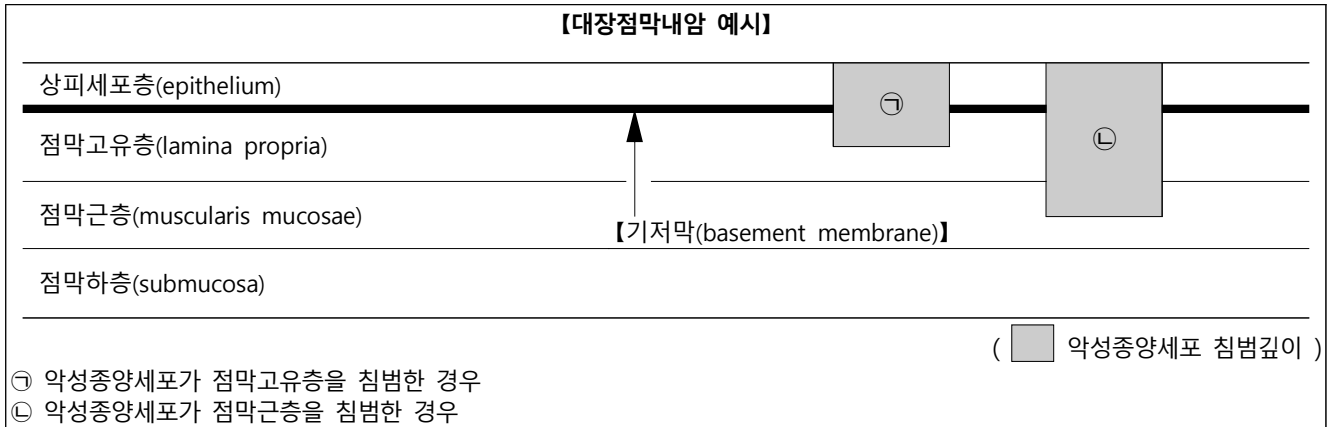 【대장점막내암 예시】
상피세포층(epithelium)
㉠
점막고유층(lamina propria)
㉡
점막근층(muscularis mucosae)
【기저막(basement membrane)】
점막하층(submucosa)
( 악성종양세포 침범깊이 )
㉠ 악성종양세포가 점막고유층을 침범한 경우
㉡ 악성종양세포가 점막근층을 침범한 경우